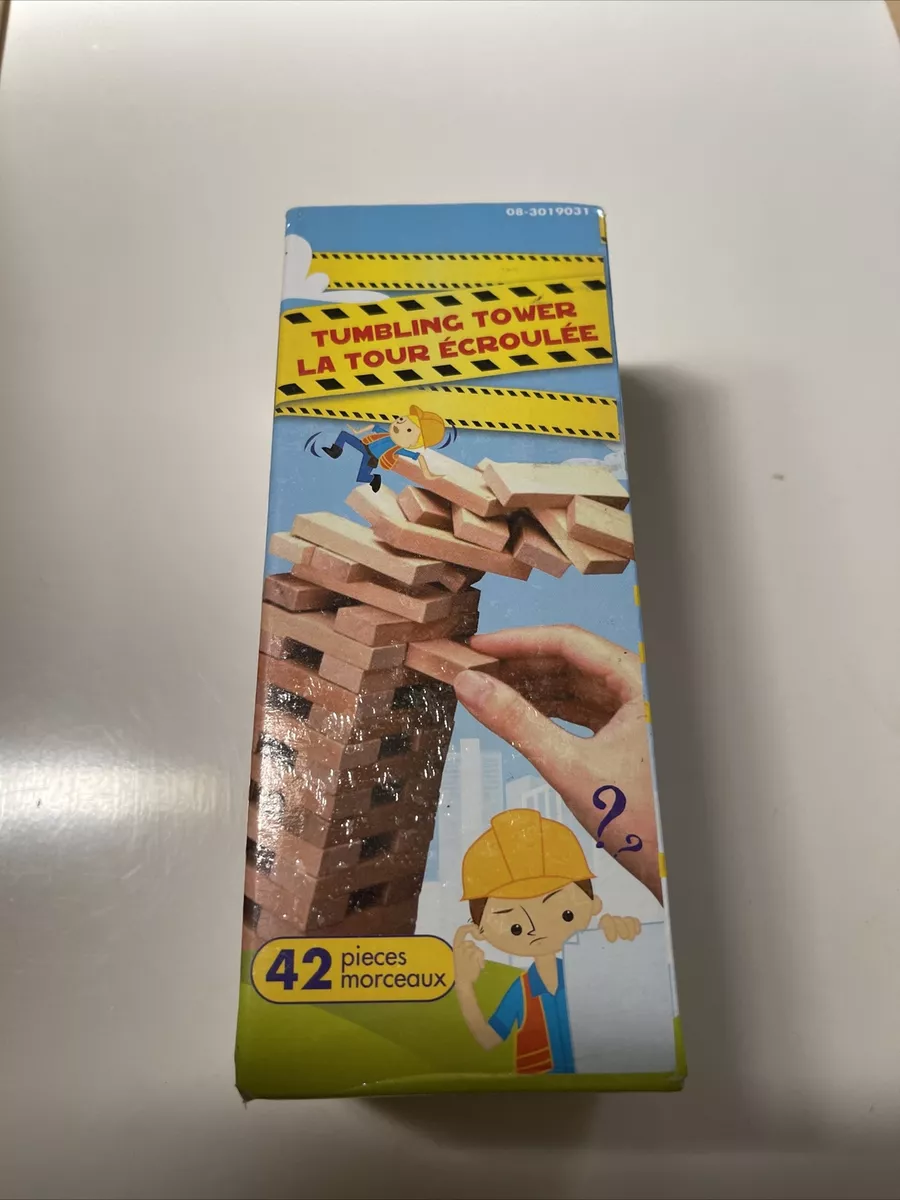 08-3019031
TUMBLING TOWER
LA TOUR ÉCROULÉE
??
42 pieces
morceaux